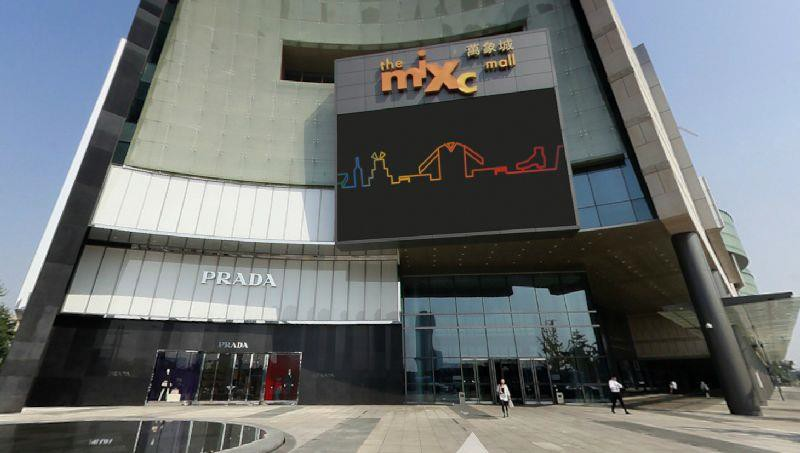 萬象城
the mixc mall
PRADA
PRADA